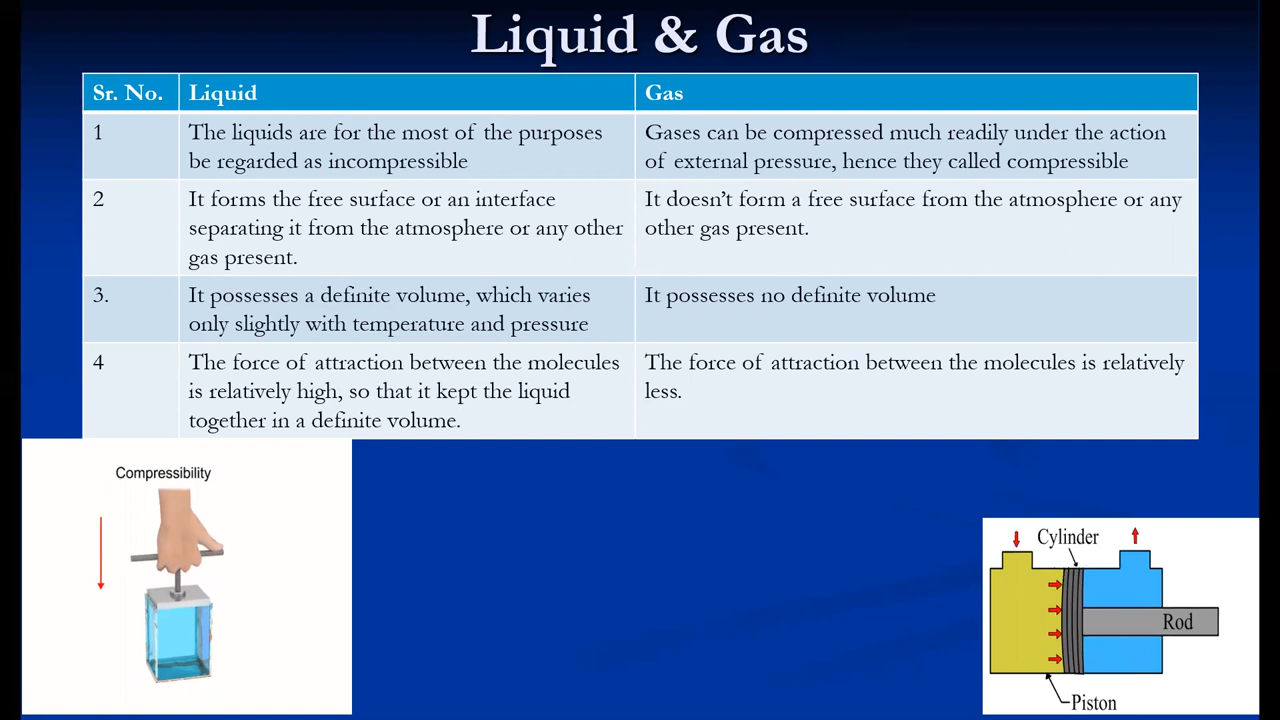 Liquid & Gas
Sr. No.
Liquid
Gas
1
The liquids are for the most of the purposes
be regarded as incompressible
Gases can be compressed much readily under the action
of external pressure, hence they called compressible
2
It forms the free surface or an interface
separating it from the atmosphere or any other
gas present.
It doesn’t form a free surface from the atmosphere or any
other gas present.
3.
It possesses a definite volume, which varies
only slightly with temperature and pressure
It possesses no definite volume
4
The force of attraction between the molecules
is relatively high, so that it kept the liquid
together in a definite volume.
The force of attraction between the molecules is relatively
less.
Compressibility
Cylinder
Rod
Piston